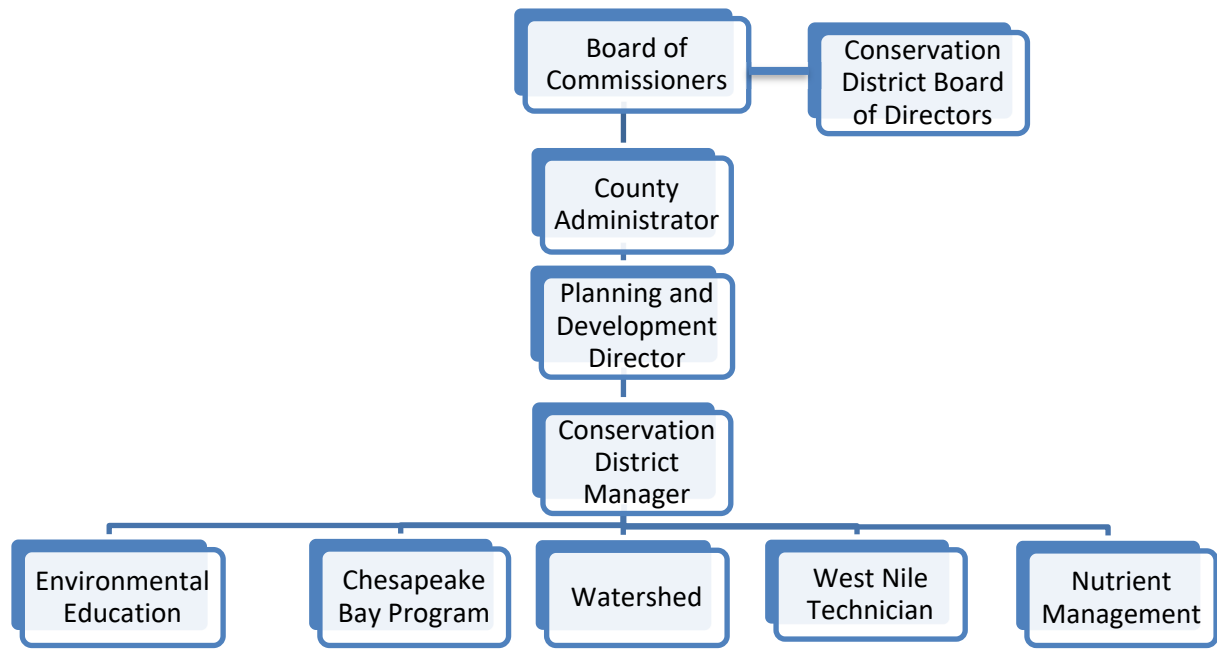 Board of
Commissioners
Conservation
District Board
of Directors
County
Administrator
Planning and
Development
Director
Conservation
District
Manager
Environmental
Education
Chesapeake
Bay Program
Watershed
West Nile
Technician
Nutrient
Management